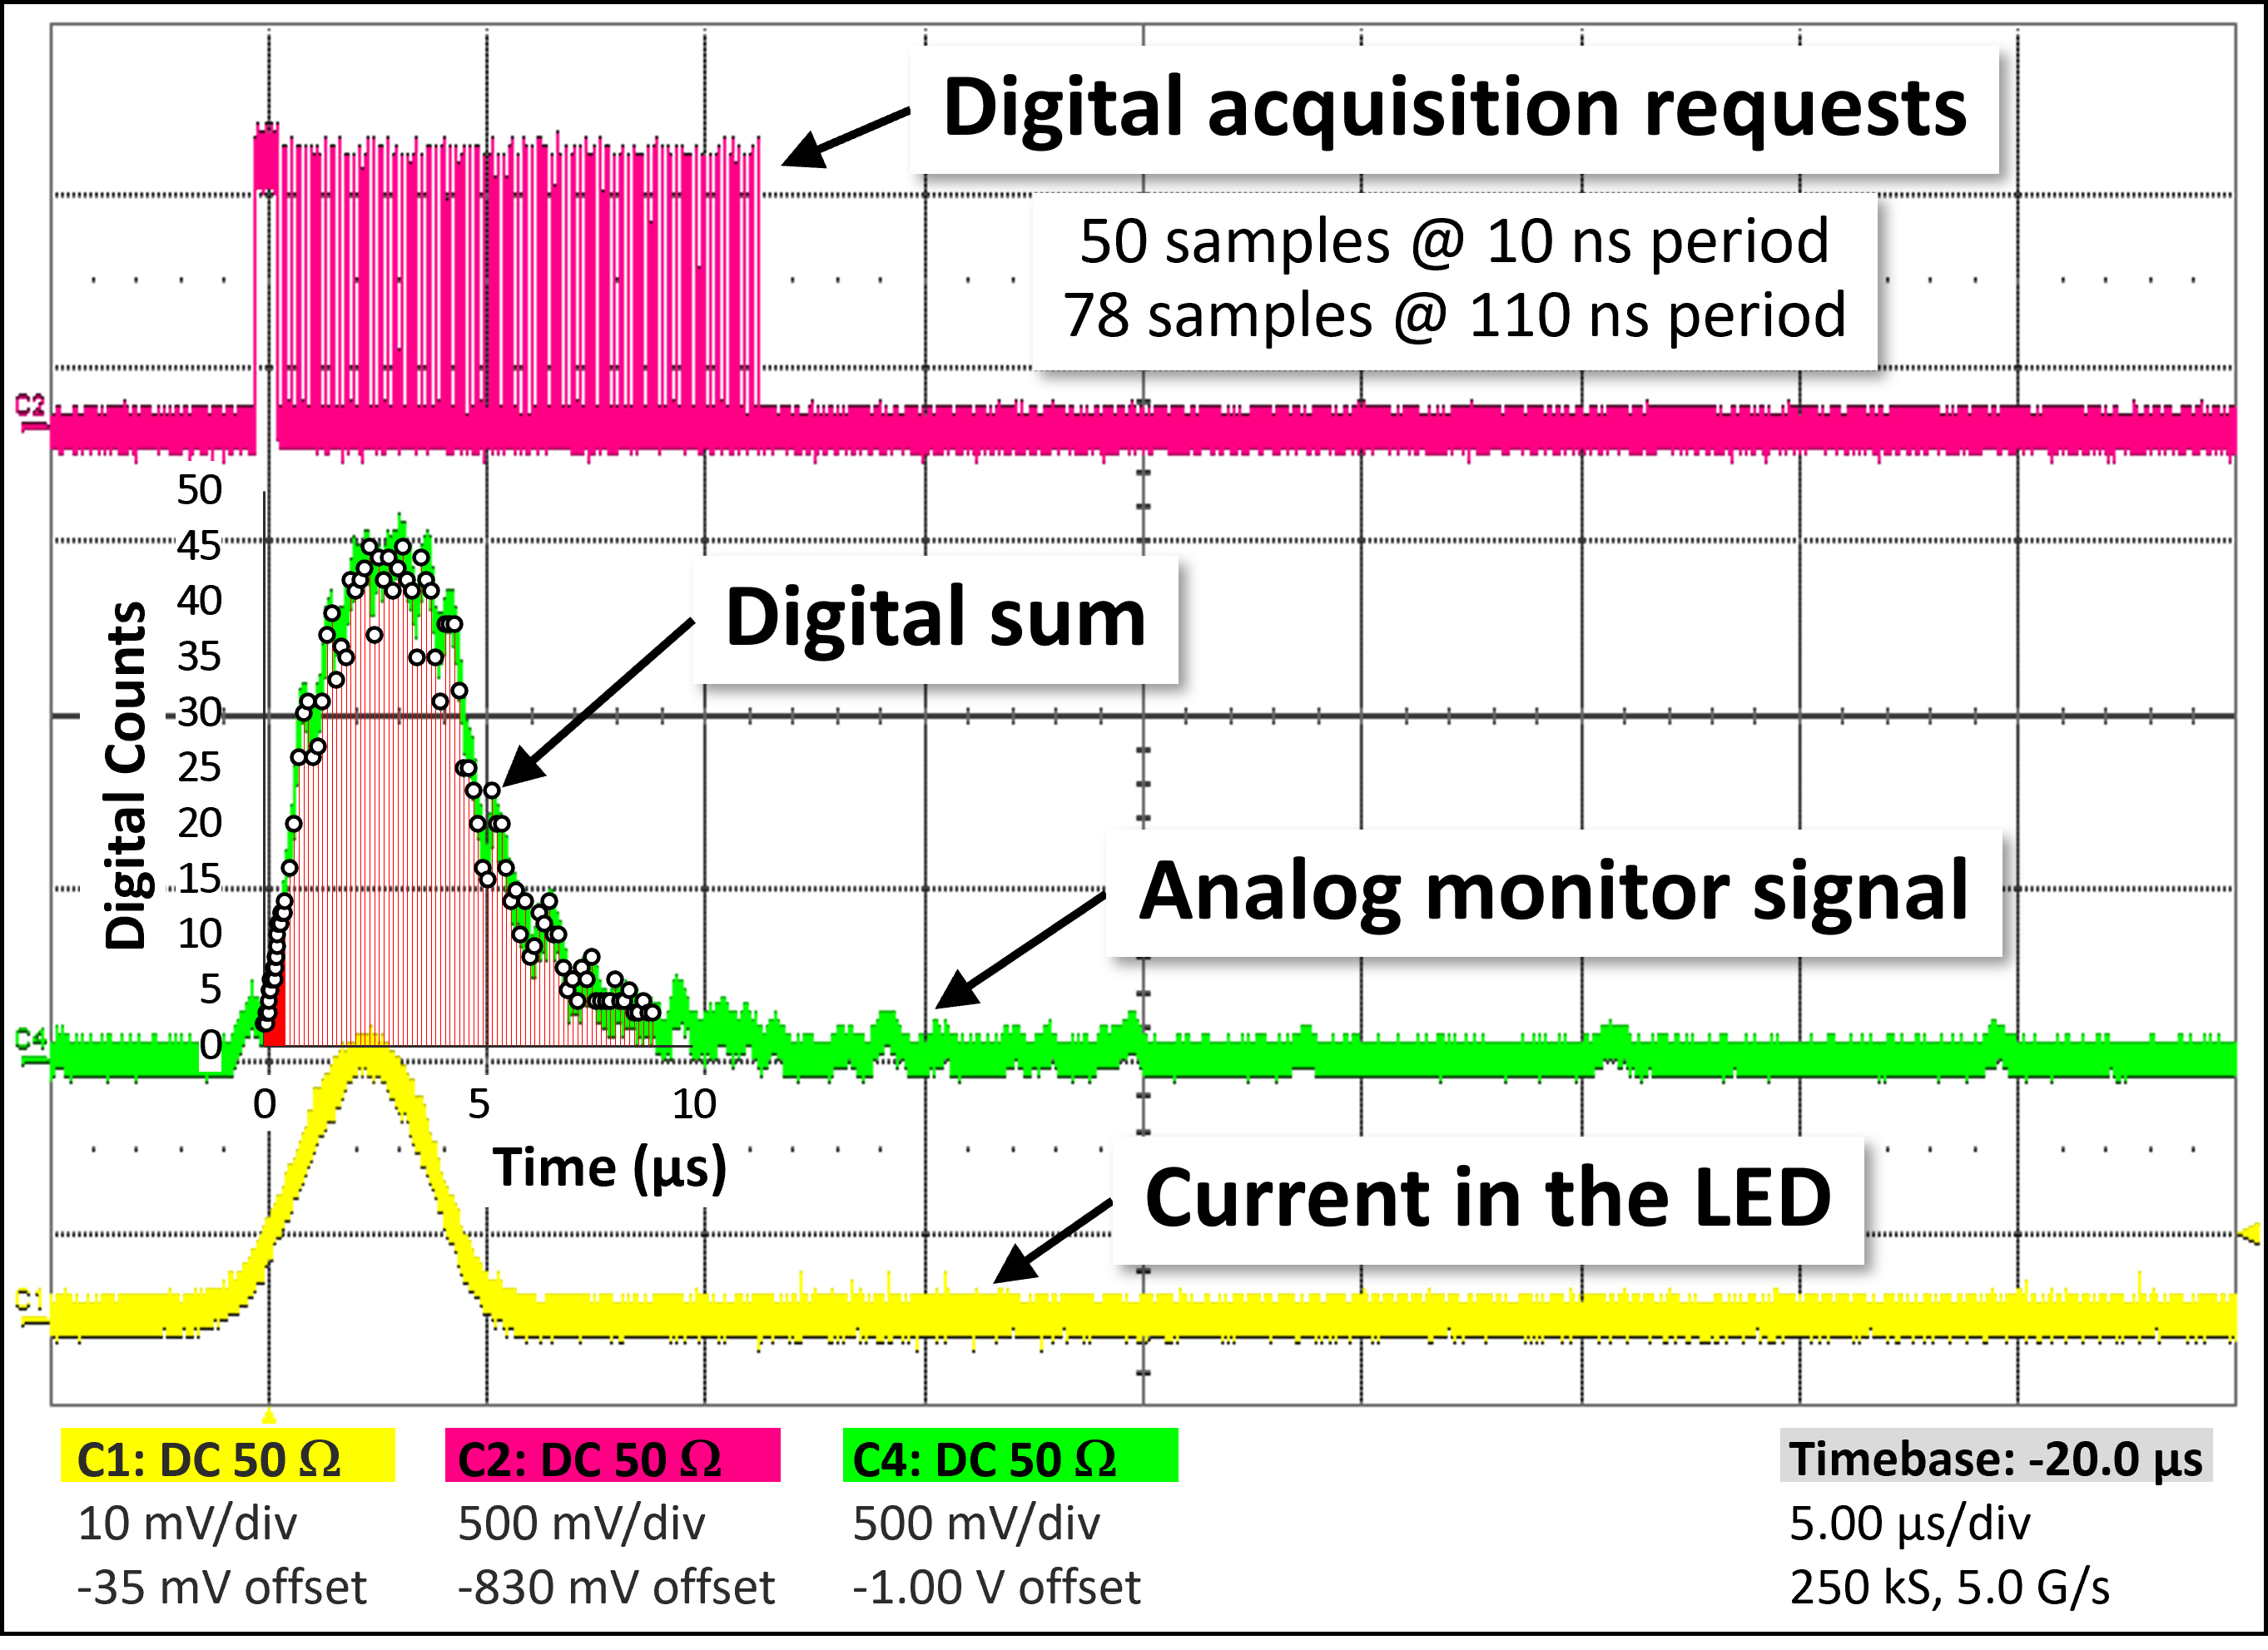 Digital acquisition requests
50 samples @ 10 ns period
78 samples @ 110 ns period
C2
50
45
40
35
30
25
20
15
10
5
0
Digital Counts
Digital sum
Analog monitor signal
C4
0 5 10
Time (µs)
Current in the LED
C1
C1: DC 50 Ω
10 mV/div
-35 mV offset
C2: DC 50 Ω
500 mV/div
-830 mV offset
C4: DC 50 Ω
500 mV/div
-1.00 V offset
Timebase: -20.0 µs
5.00 µs/div
250 kS, 5.0 G/s